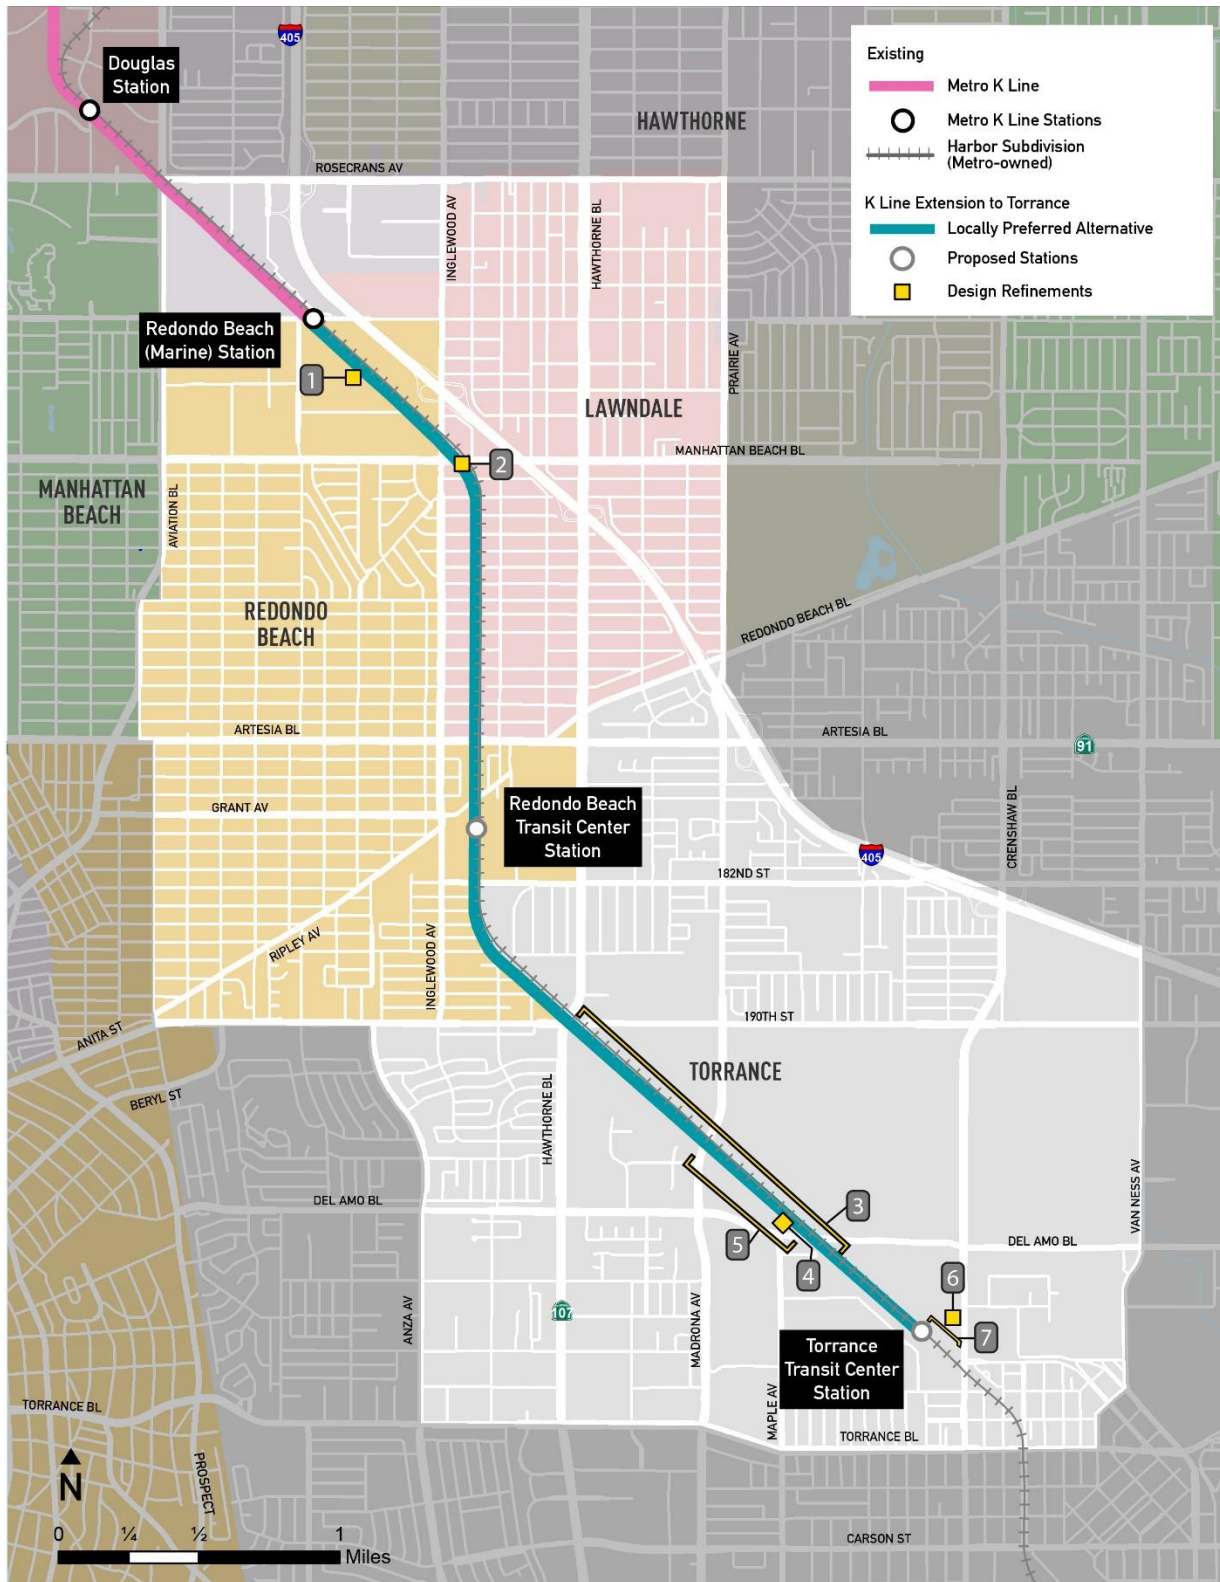 405
Douglas
Station
HAWTHORNE
ROSECRANS AV
Existing
Metro K Line
Metro K Line Stations
Harbor Subdivision
(Metro-owned)
K Line Extension to Torrance
Locally Preferred Alternative
Proposed Stations
Design Refinements
INGLEWOOD AV
HAWTHORNE BL
Redondo Beach
(Marine) Station
PRAIRIE AV
1
LAWNDALE
2
MANHATTAN BEACH BL
MANHATTAN
BEACH
AVIATION BL
REDONDO
BEACH
REDONDO BEACH BL
ARTESIA BL
ARTESIA BL
91
GRANT AV
Redondo Beach
Transit Center
Station
CRENSHAW BL
405
182ND ST
RIPLEY AV
INGLEWOOD AV
190TH ST
ANITA ST
TORRANCE
BERYL ST
HAWTHORNE BL
DEL AMO BL
VAN NESS AV
3
5
4
DEL AMO BL
6
107
ANZA AV
MADRONA AV
7
Torrance
Transit Center
Station
MAPLE AV
TORRANCE BL
TORRANCE BL
PROSPECT
N
CARSON ST
0 ¼ ½ 1
Miles